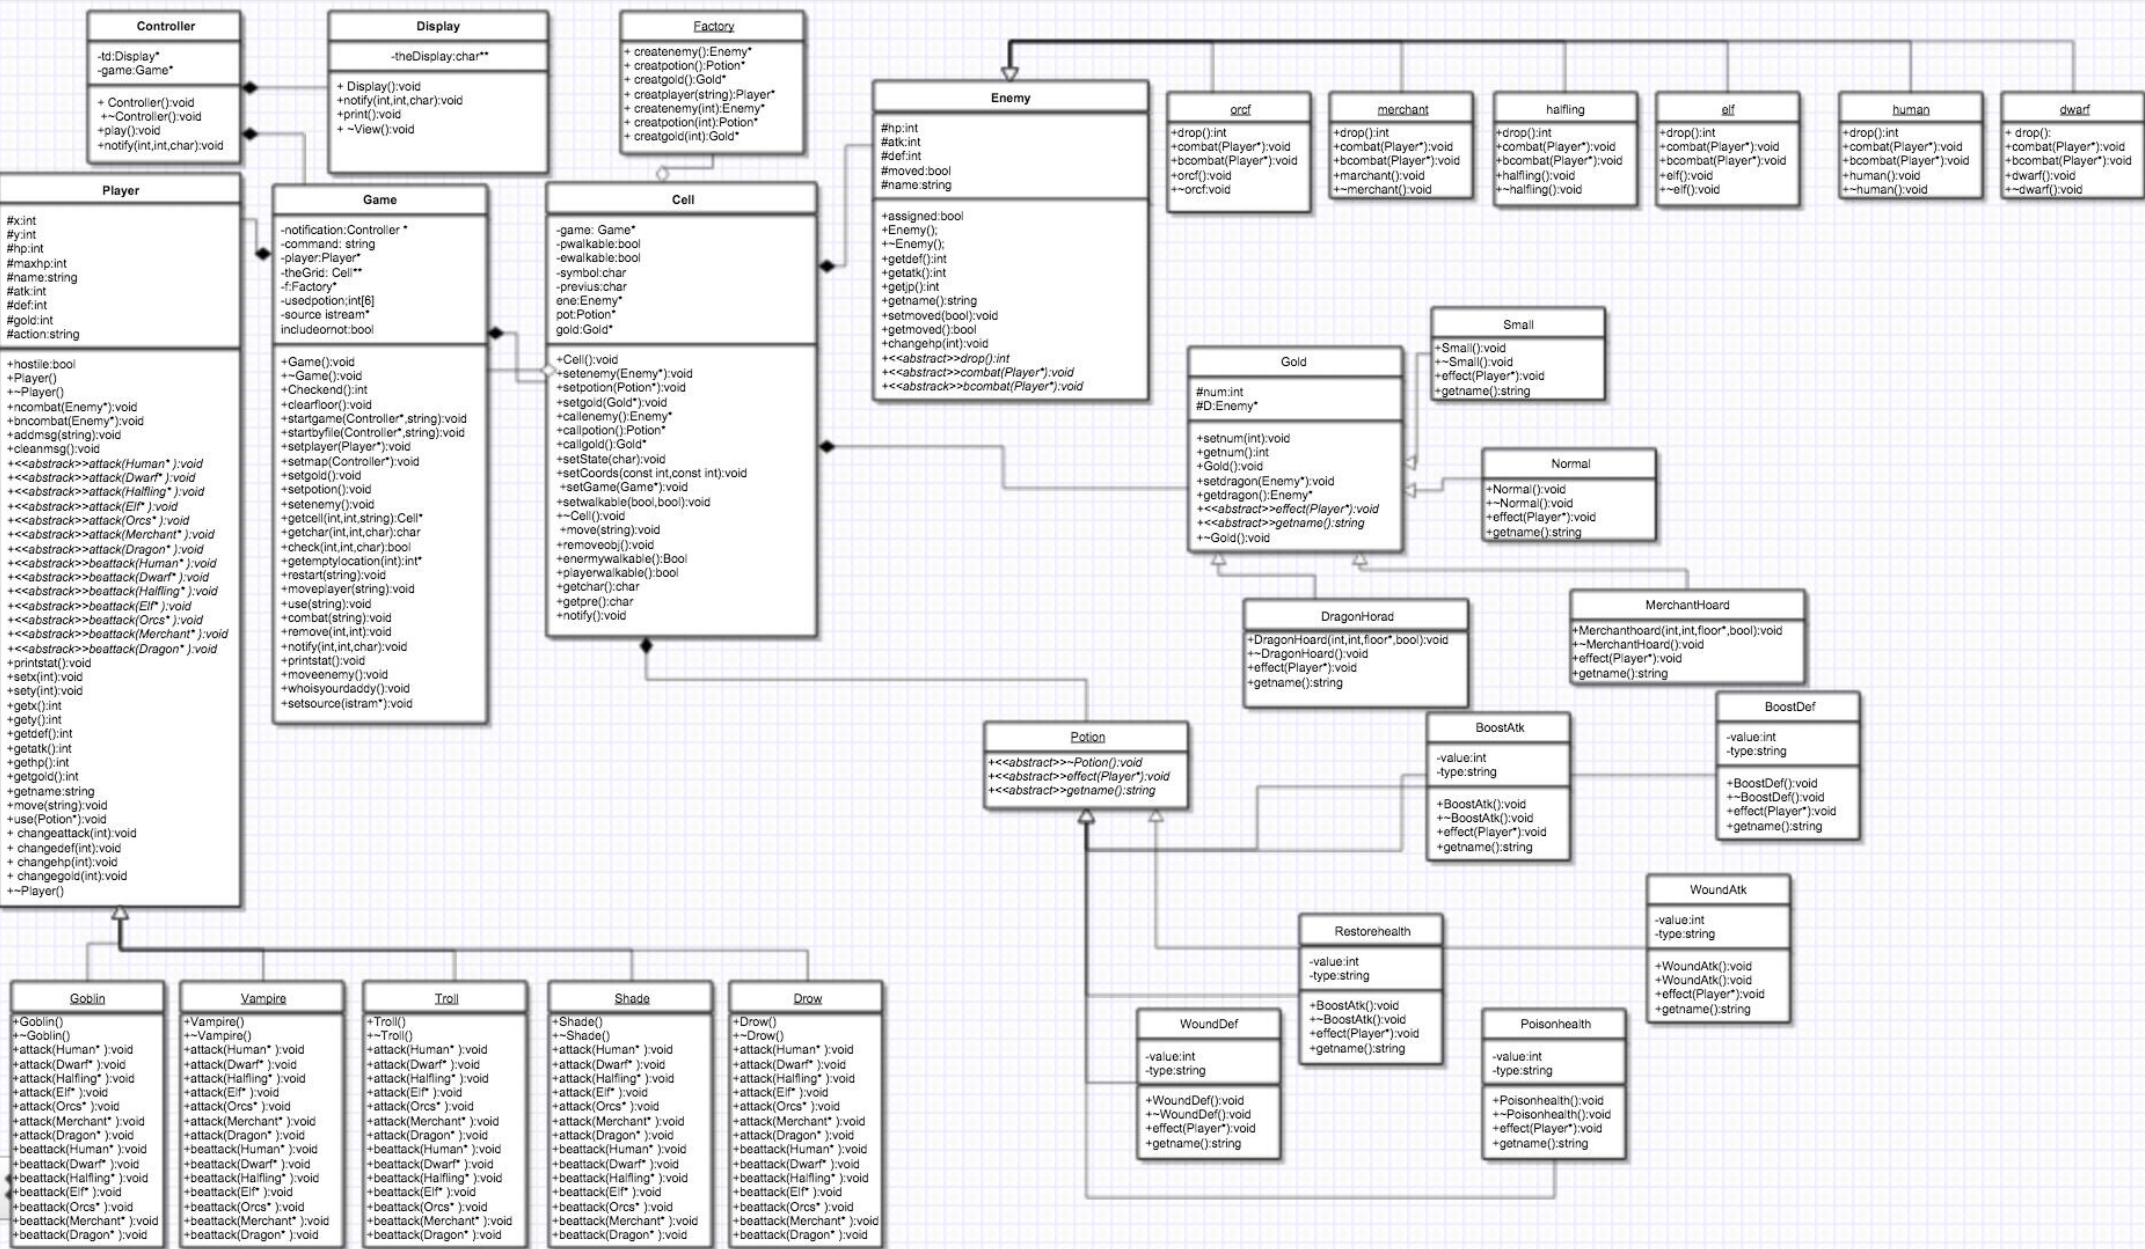 Controller
-td:Display*
-game:Game*
+ Controller():void
+~Controller():void
+play():void
+notify(int,int,char):void
Display
-theDisplay:char**
+ Display():void
+notify(int,int,char):void
+print():void
+ ~View():void
Factory
+ createnemy():Enemy*
+ creatpotion():Potion*
+ creatgold():Gold*
+ creatplayer(string):Player*
+ createnemy(int):Enemy*
+ creatpotion(int):Potion*
+ creatgold(int):Gold*
Enemy
#hp:int
#atk:int
#def:int
#moved:bool
#name:string
+assigned:bool
+Enemy();
+~Enemy();
+getdef():int
+getatk():int
+getjp():int
+getname():string
+setmoved(bool):void
+getmoved():bool
+changehp(int):void
+<<abstract>>drop():int
+<<abstrack>>combat(Player*):void
+<<abstrack>>bcombat(Player*):void
orcf
+drop():int
+combat(Player*):void
+bcombat(Player*):void
+orcf():void
+~orcf:void
merchant
+drop():int
+combat(Player*):void
+bcombat(Player*):void
+marchant():void
+~merchant():void
halfling
+drop():int
+combat(Player*):void
+bcombat(Player*):void
+halfling():void
+~halfling():void
elf
+drop():int
+combat(Player*):void
+bcombat(Player*):void
+elf():void
+~elf():void
human
+drop():int
+combat(Player*):void
+bcombat(Player*):void
+human():void
+~human():void
dwarf
+ drop():
+combat(Player*):void
+bcombat(Player*):void
+dwarf():void
+~dwarf():void
Player
#x:int
#y:int
#hp:int
#maxhp:int
#name:string
#atk:int
#def:int
#gold:int
#action:string
+hostile:bool
+Player()
+~Player()
+ncombat(Enemy*):void
+bncombat(Enemy*):void
+addmsg(string):void
+cleanmsg():void
+<<abstrack>>attack(Human* ):void
+<<abstrack>>attack(Dwarf* ):void
+<<abstrack>>attack(Halfling* ):void
+<<abstrack>>attack(Elf* ):void
+<<abstrack>>attack(Orcs* ):void
+<<abstrack>>attack(Merchant* ):void
+<<abstrack>>attack(Dragon* ):void
+<<abstrack>>beattack(Human* ):void
+<<abstrack>>beattack(Dwarf* ):void
+<<abstrack>>beattack(Halfling* ):void
+<<abstrack>>beattack(Elf* ):void
+<<abstrack>>beattack(Orcs* ):void
+<<abstrack>>beattack(Merchant* ):void
+<<abstrack>>beattack(Dragon* ):void
+printstat():void
+setx(int):void
+sety(int):void
+getx():int
+gety():int
+getdef():int
+getatk():int
+gethp():int
+getgold():int
+getname:string
+move(string):void
+use(Potion*):void
+ changeattack(int):void
+ changedef(int):void
+ changehp(int):void
+ changegold(int):void
+~Player()
Game
-notification:Controller *
-command: string
-player:Player*
-theGrid: Cell**
-f:Factory*
-usedpotion;int[6]
-source istream*
includeornot:bool
+Game():void
+~Game():void
+Checkend():int
+clearfloor():void
+startgame(Controller*,string):void
+startbyfile(Controller*,string):void
+setplayer(Player*):void
+setmap(Controller*):void
+setgold():void
+setpotion():void
+setenemy():void
+getcell(int,int,string):Cell*
+getchar(int,int,char):char
+check(int,int,char):bool
+getemptylocation(int):int*
+restart(string):void
+moveplayer(string):void
+use(string):void
+combat(string):void
+remove(int,int):void
+notify(int,int,char):void
+printstat():void
+moveenemy():void
+whoisyourdaddy():void
+setsource(istram*):void
Cell
-game: Game*
-pwalkable:bool
-ewalkable:bool
-symbol:char
-previus:char
ene:Enemy*
pot:Potion*
gold:Gold*
+Cell():void
+setenemy(Enemy*):void
+setpotion(Potion*):void
+setgold(Gold*):void
+callenemy():Enemy*
+callpotion():Potion*
+callgold():Gold*
+setState(char):void
+setCoords(const int,const int):void
+setGame(Game*):void
+setwalkable(bool,bool):void
+~Cell():void
+move(string):void
+removeobj():void
+enermywalkable():Bool
+playerwalkable():bool
+getchar():char
+getpre():char
+notify():void
Gold
#num:int
#D:Enemy*
+setnum(int):void
+getnum():int
+Gold():void
+setdragon(Enemy*):void
+getdragon():Enemy*
+<<abstract>>effect(Player*):void
+<<abstract>>getname():string
+~Gold():void
Small
+Small():void
+~Small():void
+effect(Player*):void
+getname():string
Normal
+Normal():void
+~Normal():void
+effect(Player*):void
+getname():string
DragonHorad
+DragonHoard(int,int,floor*,bool):void
+~DragonHoard():void
+effect(Player*):void
+getname():string
MerchantHoard
+Merchanthoard(int,int,floor*,bool):void
+~MerchantHoard():void
+effect(Player*):void
+getname():string
Potion
+<<abstract>>~Potion():void
+<<abstract>>effect(Player*):void
+<<abstract>>getname():string
BoostAtk
-value:int
-type:string
+BoostAtk():void
+~BoostAtk():void
+effect(Player*):void
+getname():string
BoostDef
-value:int
-type:string
+BoostDef():void
+~BoostDef():void
+effect(Player*):void
+getname():string
WoundAtk
-value:int
-type:string
+WoundAtk():void
+WoundAtk():void
+effect(Player*):void
+getname():string
Restorehealth
-value:int
-type:string
+BoostAtk():void
+~BoostAtk():void
+effect(Player*):void
+getname():string
WoundDef
-value:int
-type:string
+WoundDef():void
+~WoundDef():void
+effect(Player*):void
+getname():string
Poisonhealth
-value:int
-type:string
+Poisonhealth():void
+~Poisonhealth():void
+effect(Player*):void
+getname():string
Goblin
+Goblin()
+~Goblin()
+attack(Human* ):void
+attack(Dwarf* ):void
+attack(Halfling* ):void
+attack(Elf* ):void
+attack(Orcs* ):void
+attack(Merchant* ):void
+attack(Dragon* ):void
+beattack(Human* ):void
+beattack(Dwarf* ):void
+beattack(Halfling* ):void
+beattack(Elf* ):void
+beattack(Orcs* ):void
+beattack(Merchant* ):void
+beattack(Dragon* ):void
Vampire
+Vampire()
+~Vampire()
+attack(Human* ):void
+attack(Dwarf* ):void
+attack(Halfling* ):void
+attack(Elf* ):void
+attack(Orcs* ):void
+attack(Merchant* ):void
+attack(Dragon* ):void
+beattack(Human* ):void
+beattack(Dwarf* ):void
+beattack(Halfling* ):void
+beattack(Elf* ):void
+beattack(Orcs* ):void
+beattack(Merchant* ):void
+beattack(Dragon* ):void
Troll
+Troll()
+~Troll()
+attack(Human* ):void
+attack(Dwarf* ):void
+attack(Halfling* ):void
+attack(Elf* ):void
+attack(Orcs* ):void
+attack(Merchant* ):void
+attack(Dragon* ):void
+beattack(Human* ):void
+beattack(Dwarf* ):void
+beattack(Halfling* ):void
+beattack(Elf* ):void
+beattack(Orcs* ):void
+beattack(Merchant* ):void
+beattack(Dragon* ):void
Shade
+Shade()
+~Shade()
+attack(Human* ):void
+attack(Dwarf* ):void
+attack(Halfling* ):void
+attack(Elf* ):void
+attack(Orcs* ):void
+attack(Merchant* ):void
+attack(Dragon* ):void
+beattack(Human* ):void
+beattack(Dwarf* ):void
+beattack(Halfling* ):void
+beattack(Elf* ):void
+beattack(Orcs* ):void
+beattack(Merchant* ):void
+beattack(Dragon* ):void
Drow
+Drow()
+~Drow()
+attack(Human* ):void
+attack(Dwarf* ):void
+attack(Halfling* ):void
+attack(Elf* ):void
+attack(Orcs* ):void
+attack(Merchant* ):void
+attack(Dragon* ):void
+beattack(Human* ):void
+beattack(Dwarf* ):void
+beattack(Halfling* ):void
+beattack(Elf* ):void
+beattack(Orcs* ):void
+beattack(Merchant* ):void
+beattack(Dragon* ):void